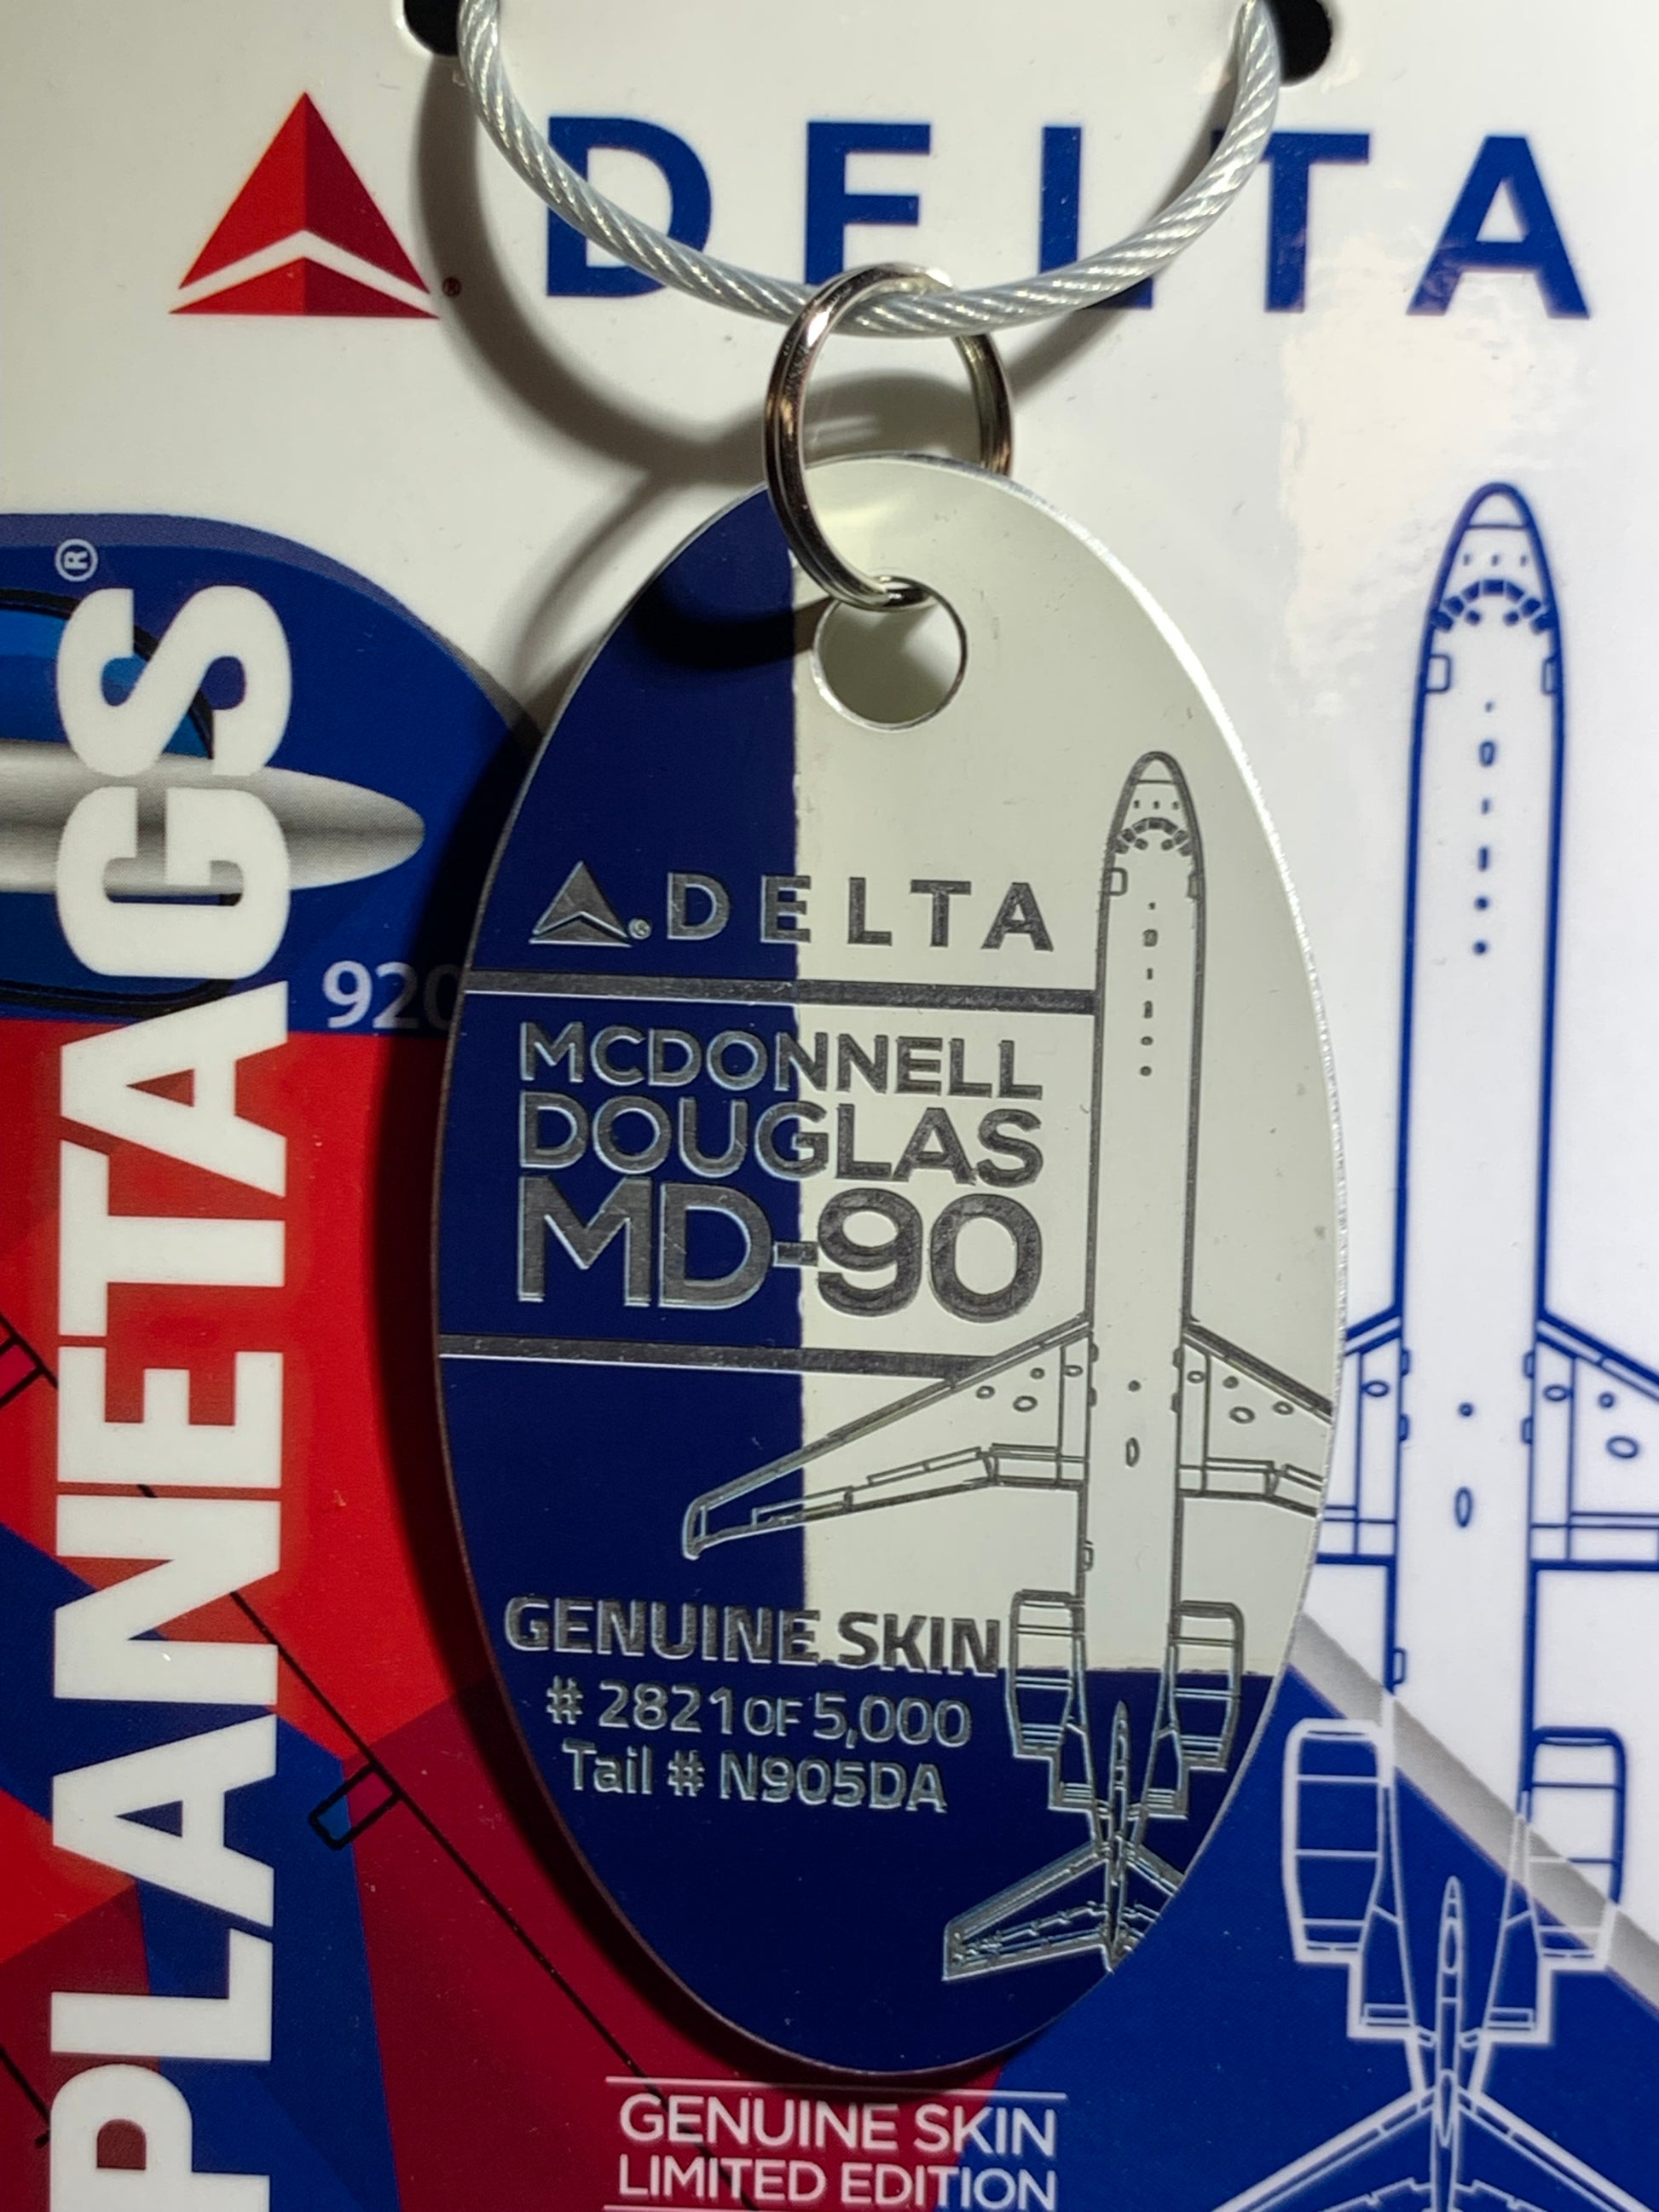 DELTA
PLANETAGS®
920
DELTA
MCDONNELL
DOUGLAS
MD-90
GENUINE SKIN
# 2821 OF 5,000
Tail # N905DA
GENUINE SKIN
LIMITED EDITION